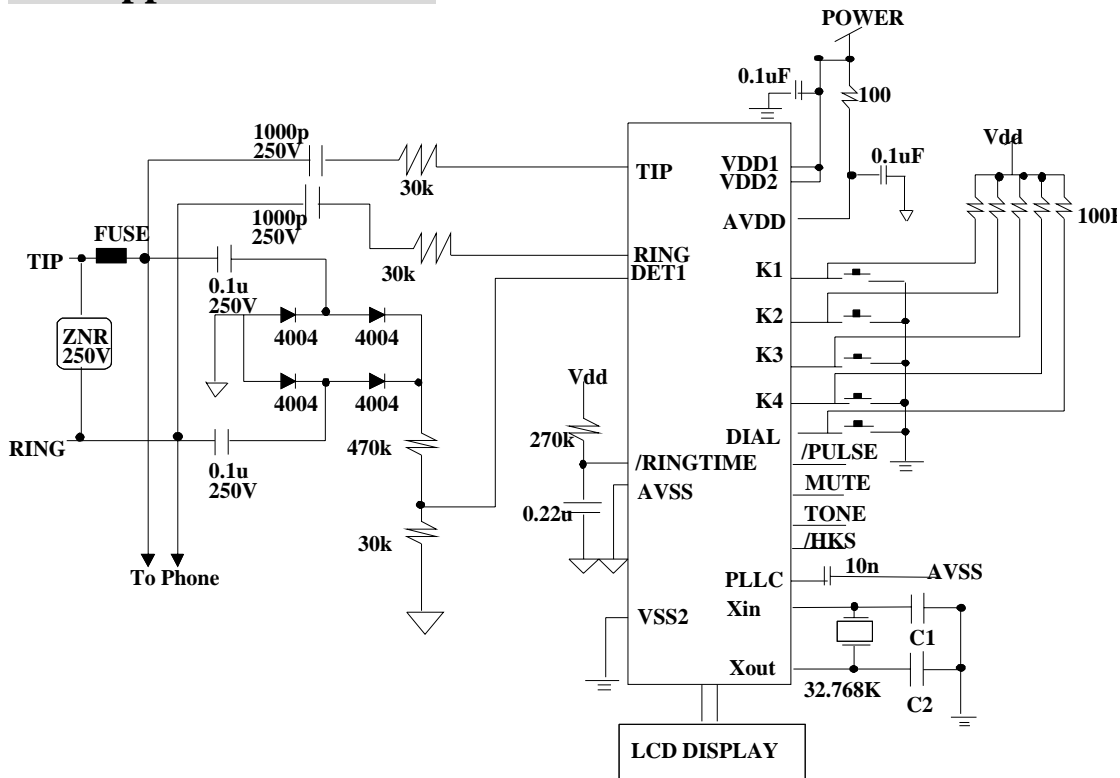 POWER
0.1uF
100
1000p
250V
Vdd
0.1uF
TIP
VDD1
VDD2
30k
AVDD
1000p
250V
FUSE
TIP
RING
DET1
30k
K1
0.1u
250V
K2
ZNR
250V
4004
4004
K3
4004
4004
Vdd
K4
RING
470k
270k
DIAL
/PULSE
0.1u
250V
/RINGTIME
AVSS
MUTE
0.22u
TONE
30k
/HKS
To Phone
PLLC
10n
AVSS
VSS2
Xin
C1
Xout
32.768K
C2
LCD DISPLAY